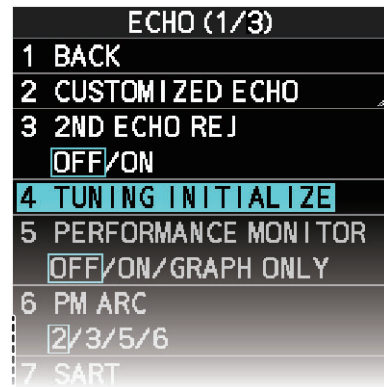 ECHO (1/3)
1 BACK
2 CUSTOMIZED ECHO
3 2ND ECHO REJ
OFF/ON
4 TUNING INITIALIZE
5 PERFORMANCE MONITOR
OFF/ON/GRAPH ONLY
6 PM ARC
2/3/5/6
7 SART